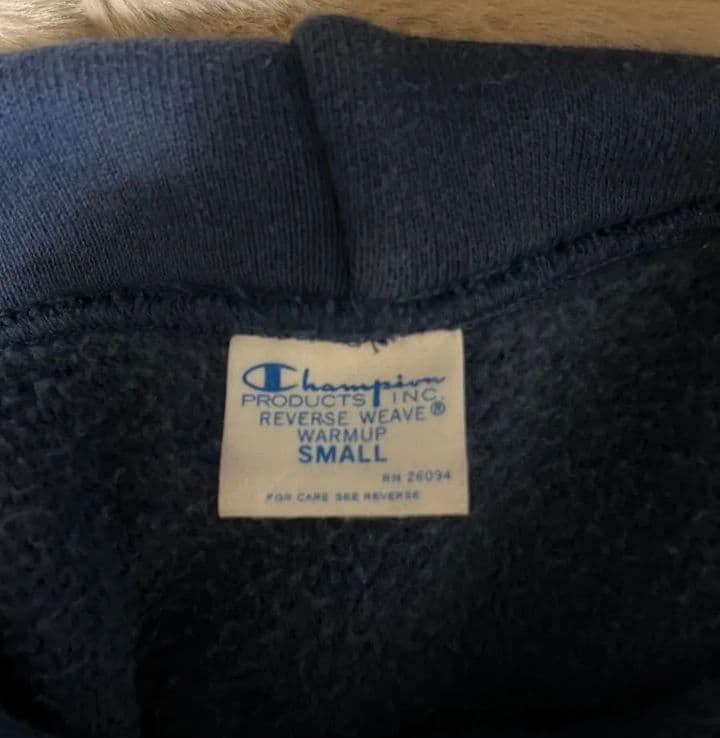 Champion
PRODUCTS INC.
REVERSE WEAVE®
WARMUP
SMALL
RN 26094
FOR CARE SEE REVERSE